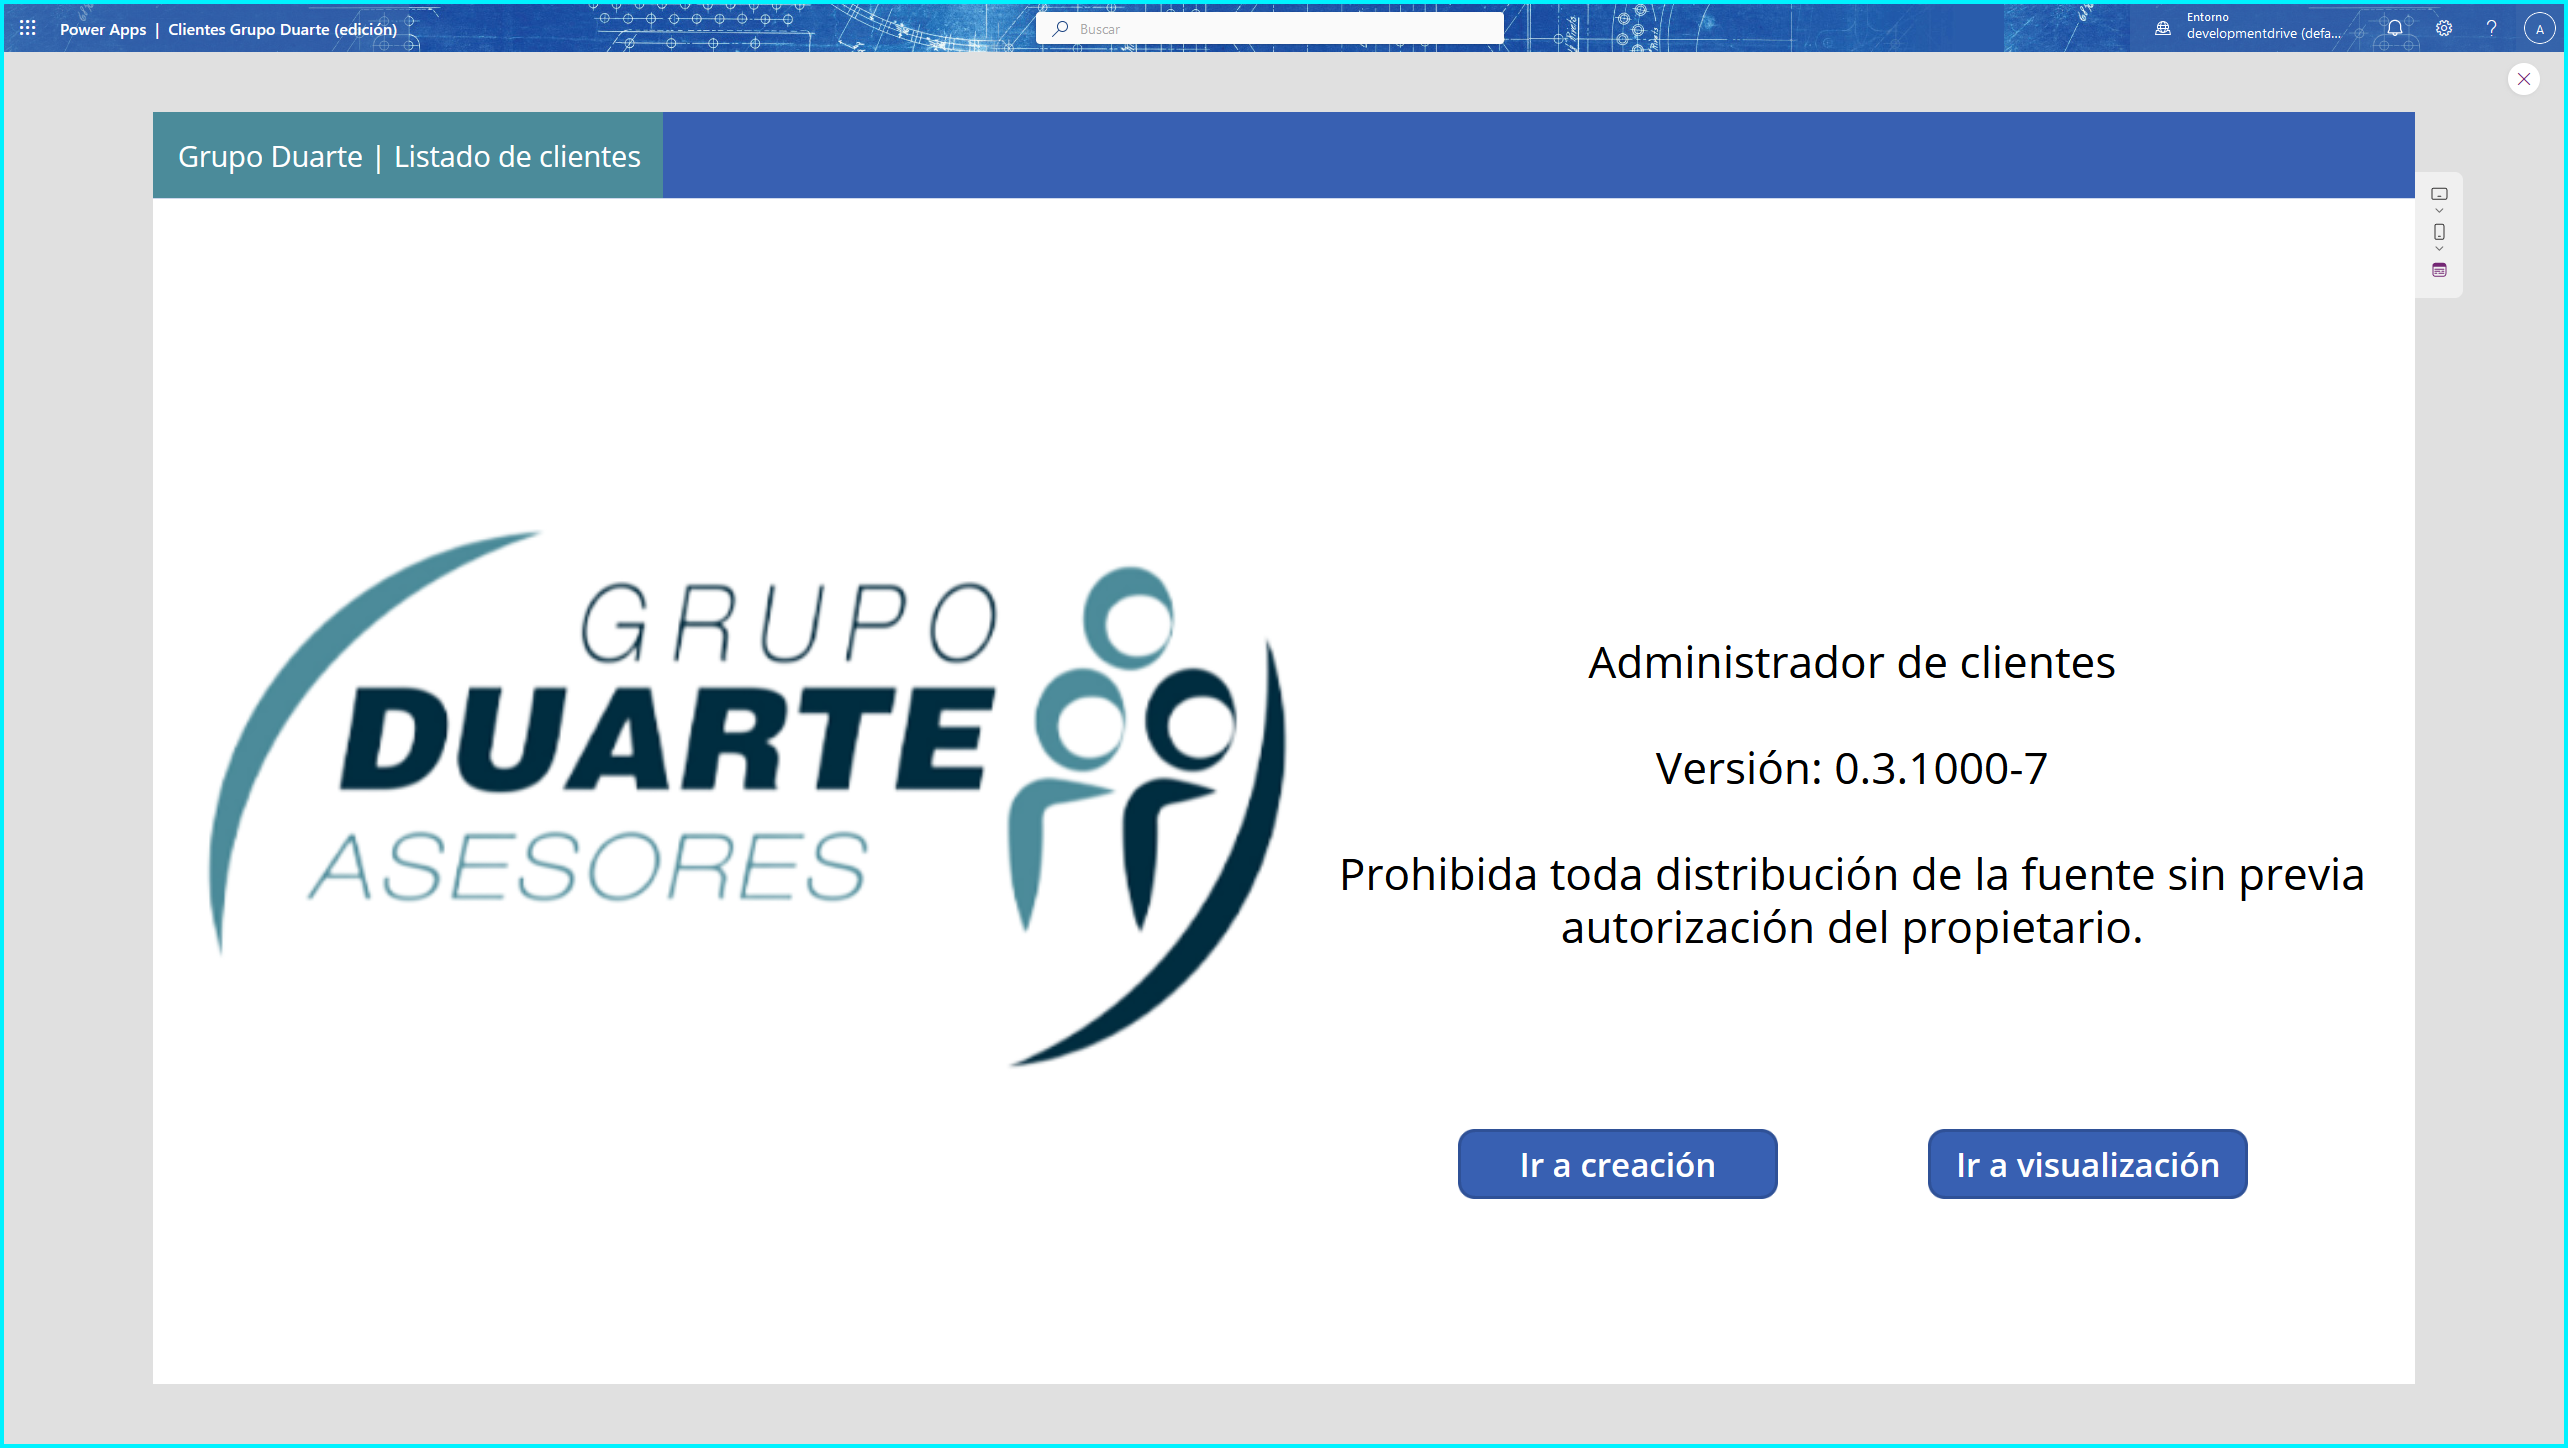 Power Apps | Clientes Grupo Duarte (edición)
Buscar
Entorno
developmentdrive (defa...
A
Grupo Duarte | Listado de clientes
GRUPO
DUARTE
ASESORES
Administrador de clientes
Versión: 0.3.1000-7
Prohibida toda distribución de la fuente sin previa
autorización del propietario.
Ir a creación
Ir a visualización